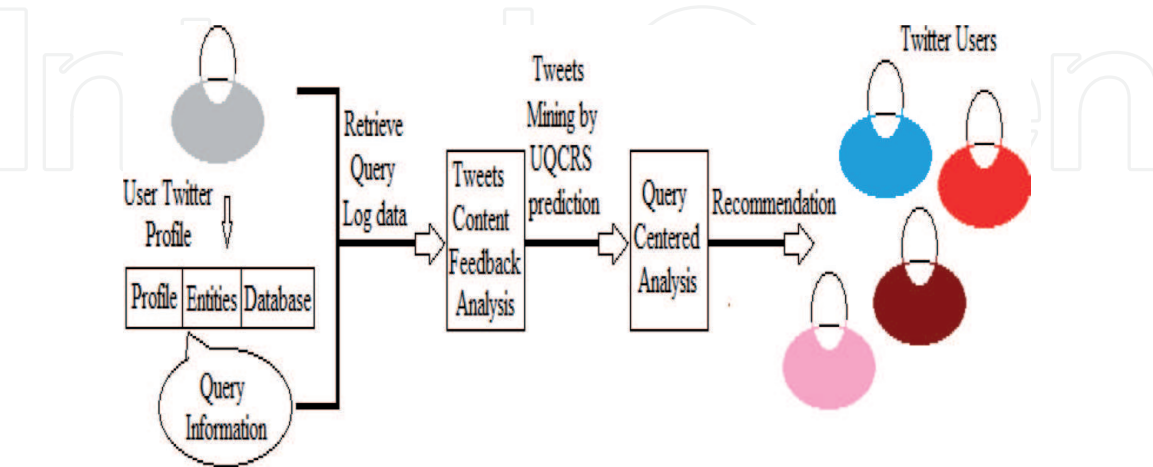 User Twitter
Profile
Profile Entities Database
Query
Information
Retrieve
Query
Log data
Tweets
Content
Feedback
Analysis
Tweets
Mining by
UQCRS
prediction
Query
Centered
Analysis
Recommendation
Twitter Users